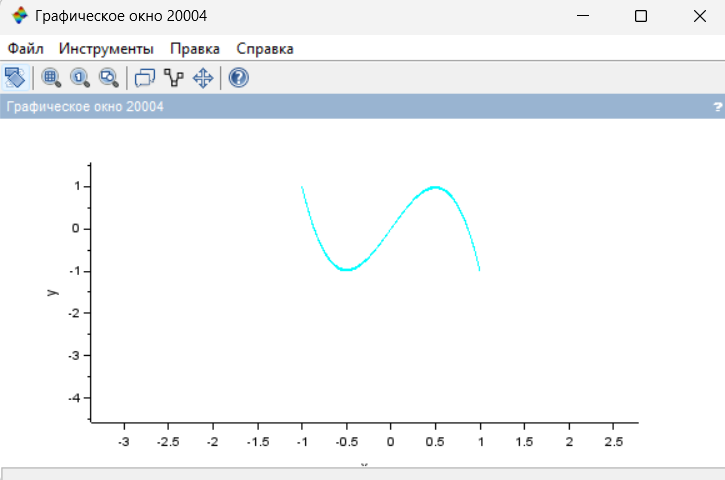 Графическое окно 20004
Файл Инструменты Правка Справка
Графическое окно 20004 ?
1
0
-1
-2
-3
-4
y
-3 -2.5 -2 -1.5 -1 -0.5 0 0.5 1 1.5 2 2.5